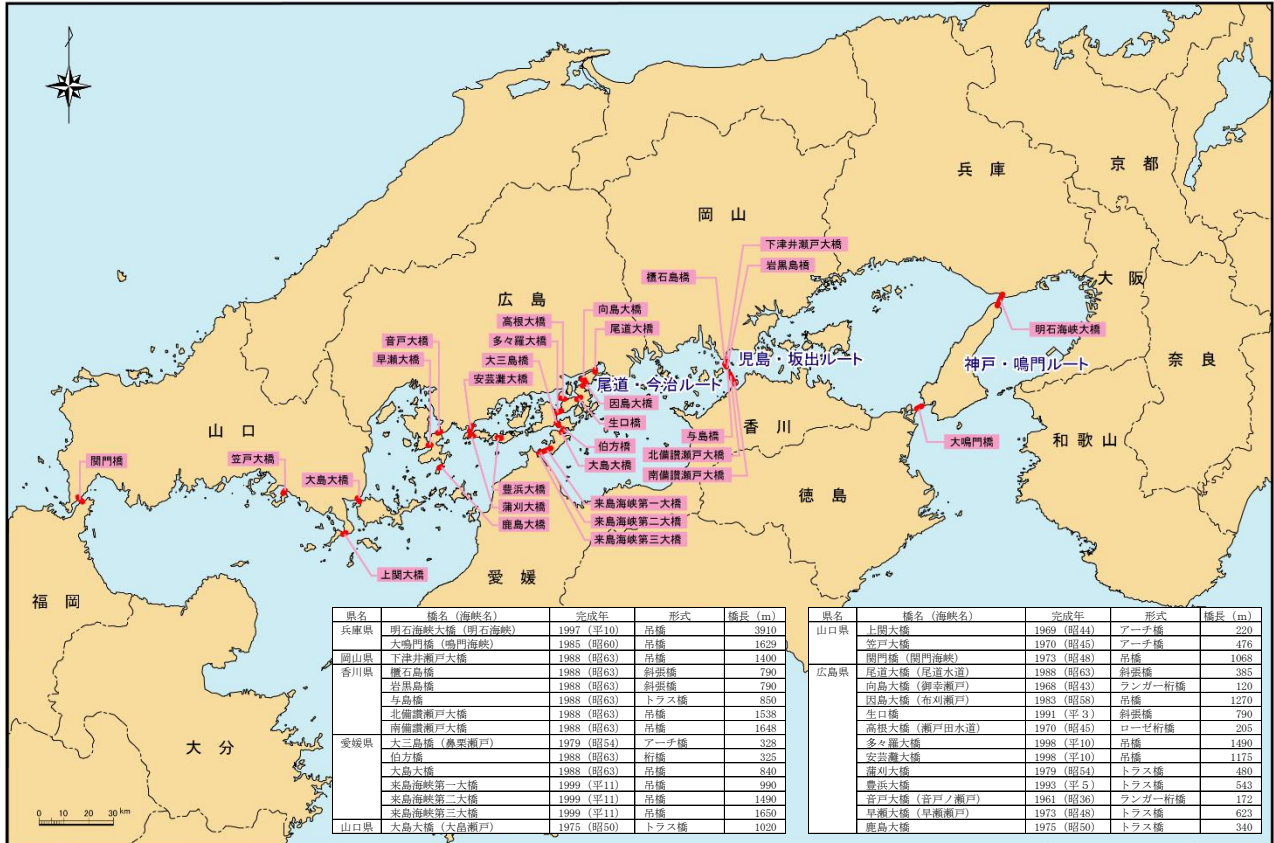 兵 庫
京 都
岡 山
下津井瀬戸大橋
岩黒島橋
櫃石島橋
大 阪
広 島
向島大橋
高根大橋
尾道大橋
音戸大橋
多々羅大橋
早瀬大橋
大三島橋
安芸灘大橋
明石海峡大橋
児島・坂出ルート
神戸・鳴門ルート
奈 良
尾道・今治ルート
因島大橋
生口橋
山 口
与島橋
香 川
大鳴門橋
和歌山
伯方橋
北備讃瀬戸大橋
大島大橋
南備讃瀬戸大橋
関門橋
笠戸大橋
大島大橋
豊浜大橋
蒲刈大橋
鹿島大橋
来島海峡第一大橋
来島海峡第二大橋
来島海峡第三大橋
徳 島
上関大橋
愛 媛
福 岡
大 分
0 10 20 30 km
県名 橋名（海峡名） 完成年 形式 橋長（m）
兵庫県 明石海峡大橋（明石海峡） 1997（平10） 吊橋 3910
大鳴門橋（鳴門海峡） 1985（昭60） 吊橋 1629
岡山県 下津井瀬戸大橋 1988（昭63） 吊橋 1400
香川県 櫃石島橋 1988（昭63） 斜張橋 790
岩黒島橋 1988（昭63） 斜張橋 790
与島橋 1988（昭63） トラス橋 850
北備讃瀬戸大橋 1988（昭63） 吊橋 1538
南備讃瀬戸大橋 1988（昭63） 吊橋 1648
愛媛県 大三島橋（鼻栗瀬戸） 1979（昭54） アーチ橋 328
伯方橋 1988（昭63） 桁橋 325
大島大橋 1988（昭63） 吊橋 840
来島海峡第一大橋 1999（平11） 吊橋 990
来島海峡第二大橋 1999（平11） 吊橋 1490
来島海峡第三大橋 1999（平11） 吊橋 1650
山口県 大島大橋（大畠瀬戸） 1975（昭50） トラス橋 1020
県名 橋名（海峡名） 完成年 形式 橋長（m）
山口県 上関大橋 1969（昭44） アーチ橋 220
笠戸大橋 1970（昭45） アーチ橋 476
関門橋（関門海峡） 1973（昭48） 吊橋 1068
広島県 尾道大橋（尾道水道） 1988（昭63） 斜張橋 385
向島大橋（御幸瀬戸） 1968（昭43） ランガー桁橋 120
因島大橋（布刈瀬戸） 1983（昭58） 吊橋 1270
生口橋 1991（平３） 斜張橋 790
高根大橋（瀬戸田水道） 1970（昭45） ローゼ桁橋 205
多々羅大橋 1998（平10） 吊橋 1490
安芸灘大橋 1998（平10） 吊橋 1175
蒲刈大橋 1979（昭54） トラス橋 480
豊浜大橋 1993（平５） トラス橋 543
音戸大橋（音戸ノ瀬戸） 1961（昭36） ランガー桁橋 172
早瀬大橋（早瀬瀬戸） 1973（昭48） トラス橋 623
鹿島大橋 1975（昭50） トラス橋 340